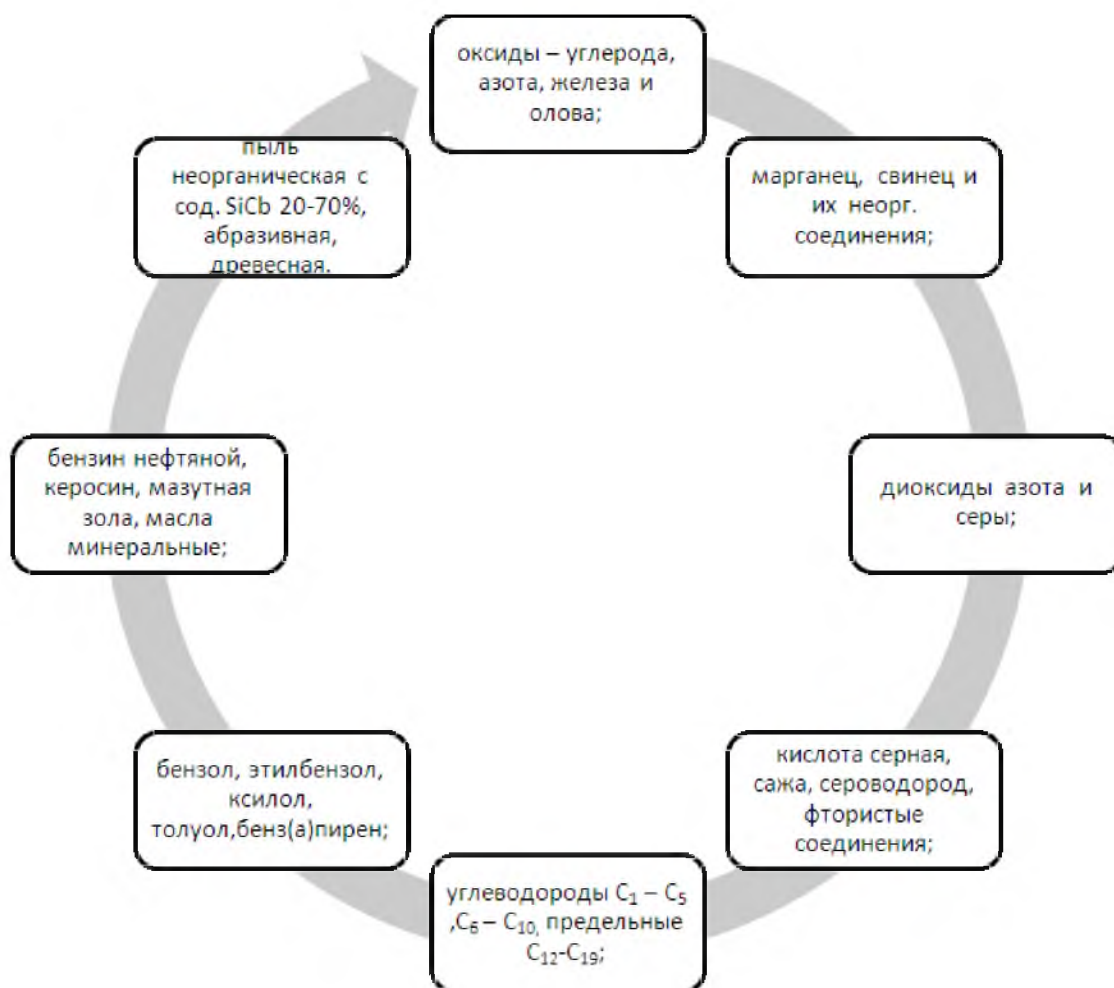 оксиды – углерода,
азота, железа и
олова;
марганец, свинец и
их неорг.
соединения;
диоксиды азота и
серы;
кислота серная,
сажа, сероводород,
фтористые
соединения;
углеводороды C₁ – C₅
,C₆ – C₁₀, предельные
C₁₂-C₁₉;
бензол, этилбензол,
ксилол,
толуол,бенз(а)пирен;
бензин нефтяной,
керосин, мазутная
зола, масла
минеральные;
пыль
неорганическая с
сод. SiCb 20-70%,
абразивная,
древесная.